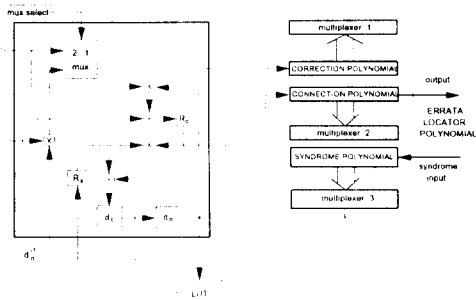 mux select
2 1
mux
x
R
x
x
R
d
d
multiplexer 1
CORRECTION POLYNOMIAL
CONNECTION POLYNOMIAL
output
ERRATA
LOCATOR
POLYNOMIAL
multiplexer 2
SYNDROME POLYNOMIAL
syndrome
input
multiplexer 3
d